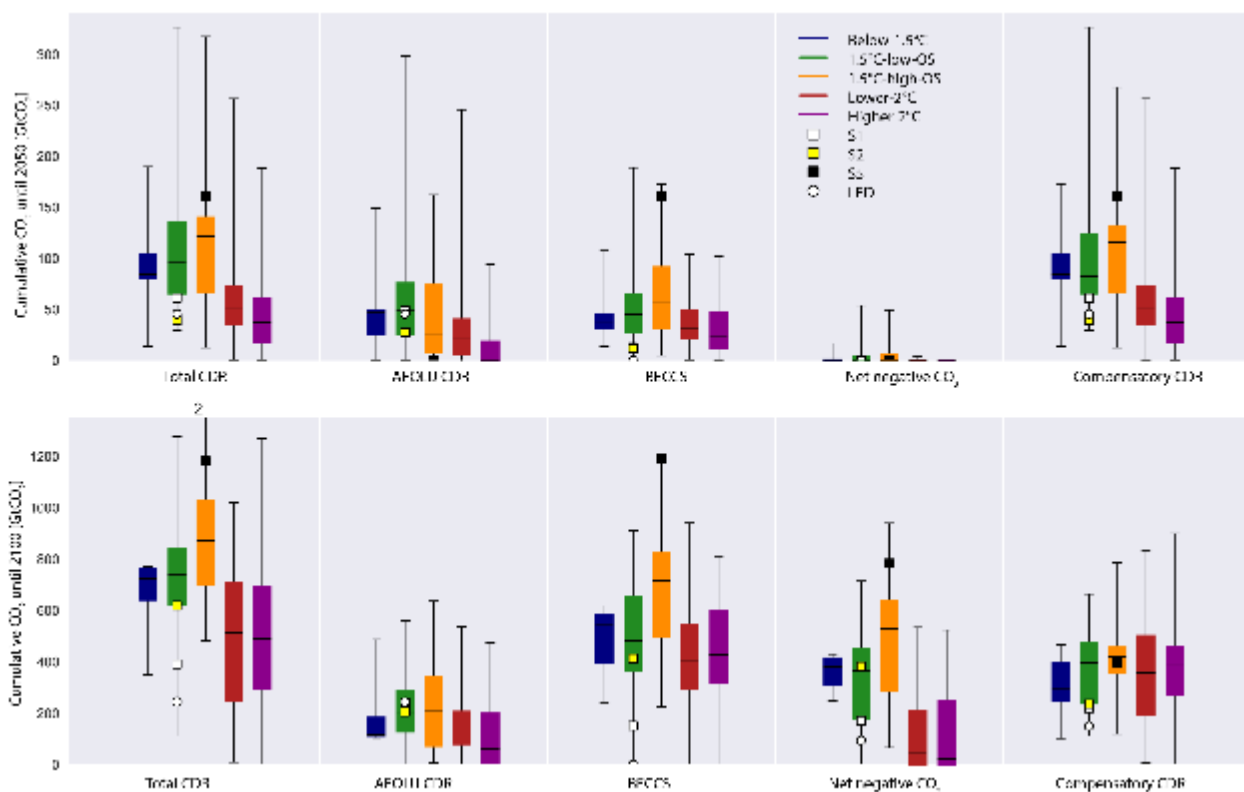 Cumulative CO₂ until 2050 [GtCO₂]
300
250
200
150
100
50
0
Below-1.5°C
1.5°C-low-OS
1.5°C-high-OS
Lower-2°C
Higher-2°C
S1
S2
S5
LED
Total CDR
AFOLU CDR
BECCS
Net negative CO₂
Compensatory CDR
2
Cumulative CO₂ until 2100 [GtCO₂]
1200
1000
800
600
400
200
0
Total CDR
AFOLU CDR
BECCS
Net negative CO₂
Compensatory CDR